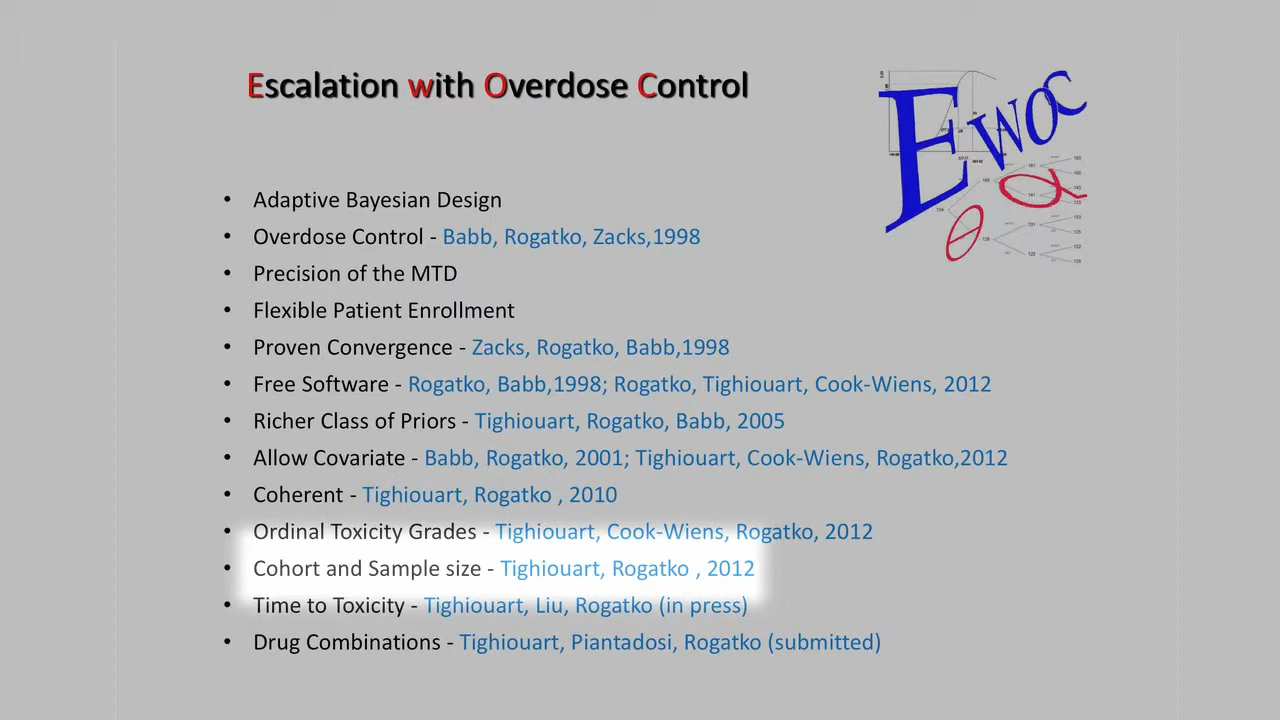 Escalation with Overdose Control
EWOC
θ α
• Adaptive Bayesian Design
• Overdose Control - Babb, Rogatko, Zacks,1998
• Precision of the MTD
• Flexible Patient Enrollment
• Proven Convergence - Zacks, Rogatko, Babb,1998
• Free Software - Rogatko, Babb,1998; Rogatko, Tighiouart, Cook-Wiens, 2012
• Richer Class of Priors - Tighiouart, Rogatko, Babb, 2005
• Allow Covariate - Babb, Rogatko, 2001; Tighiouart, Cook-Wiens, Rogatko,2012
• Coherent - Tighiouart, Rogatko , 2010
• Ordinal Toxicity Grades - Tighiouart, Cook-Wiens, Rogatko, 2012
• Cohort and Sample size - Tighiouart, Rogatko , 2012
• Time to Toxicity - Tighiouart, Liu, Rogatko (in press)
• Drug Combinations - Tighiouart, Piantadosi, Rogatko (submitted)